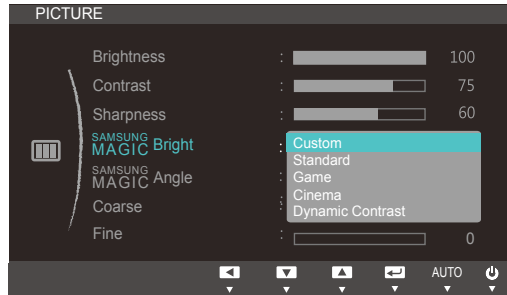 PICTURE
Brightness : 100
Contrast : 75
Sharpness : 60
SAMSUNG
MAGIC Bright : Custom
Standard
SAMSUNG
MAGIC Angle : Game
Cinema
Coarse : Dynamic Contrast
Fine : 0
AUTO